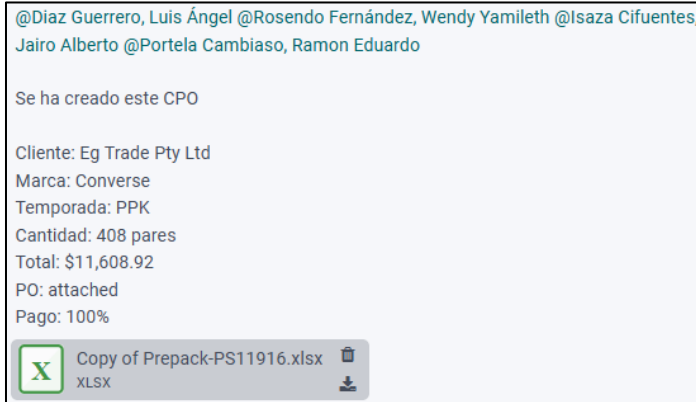 @Diaz Guerrero, Luis Ángel @Rosendo Fernández, Wendy Yamileth @Isaza Cifuentes,
Jairo Alberto @Portela Cambiaso, Ramon Eduardo
Se ha creado este CPO
Cliente: Eg Trade Pty Ltd
Marca: Converse
Temporada: PPK
Cantidad: 408 pares
Total: $11,608.92
PO: attached
Pago: 100%
X
Copy of Prepack-PS11916.xlsx
XLSX